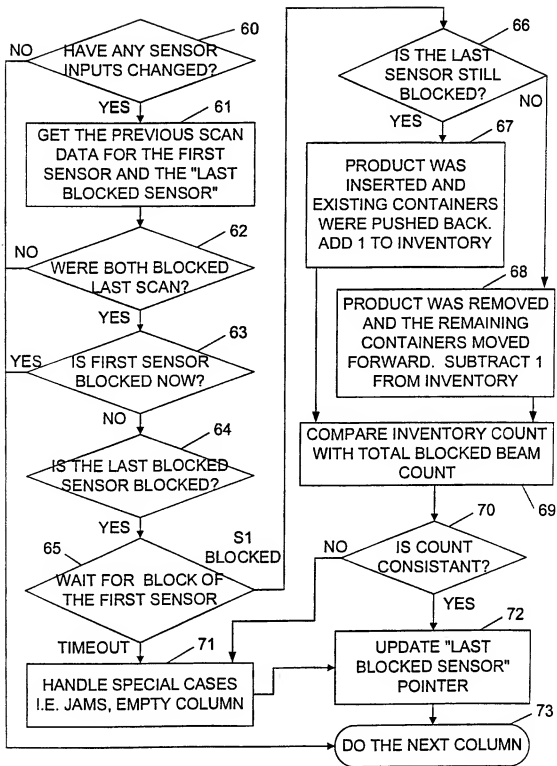 60
NO
HAVE ANY SENSOR
INPUTS CHANGED?
YES
61
GET THE PREVIOUS SCAN
DATA FOR THE FIRST
SENSOR AND THE "LAST
BLOCKED SENSOR"
62
NO
WERE BOTH BLOCKED
LAST SCAN?
YES
63
YES
IS FIRST SENSOR
BLOCKED NOW?
NO
64
IS THE LAST BLOCKED
SENSOR BLOCKED?
YES
65
S1
BLOCKED
WAIT FOR BLOCK OF
THE FIRST SENSOR
TIMEOUT
71
HANDLE SPECIAL CASES
I.E. JAMS, EMPTY COLUMN
66
IS THE LAST
SENSOR STILL
BLOCKED?
NO
YES
67
PRODUCT WAS
INSERTED AND
EXISTING CONTAINERS
WERE PUSHED BACK.
ADD 1 TO INVENTORY
68
PRODUCT WAS REMOVED
AND THE REMAINING
CONTAINERS MOVED
FORWARD. SUBTRACT 1
FROM INVENTORY
COMPARE INVENTORY COUNT
WITH TOTAL BLOCKED BEAM
COUNT
69
70
NO
IS COUNT
CONSISTANT?
YES
72
UPDATE "LAST
BLOCKED SENSOR"
POINTER
73
DO THE NEXT COLUMN